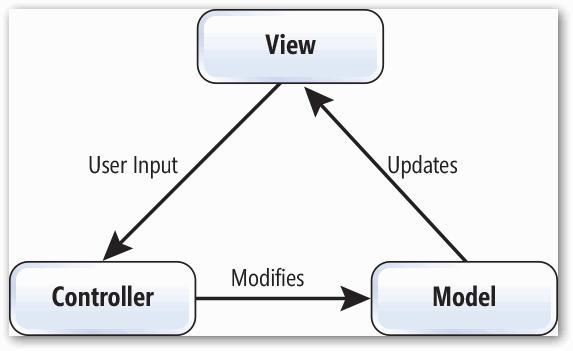 View
User Input
Updates
Controller
Modifies
Model